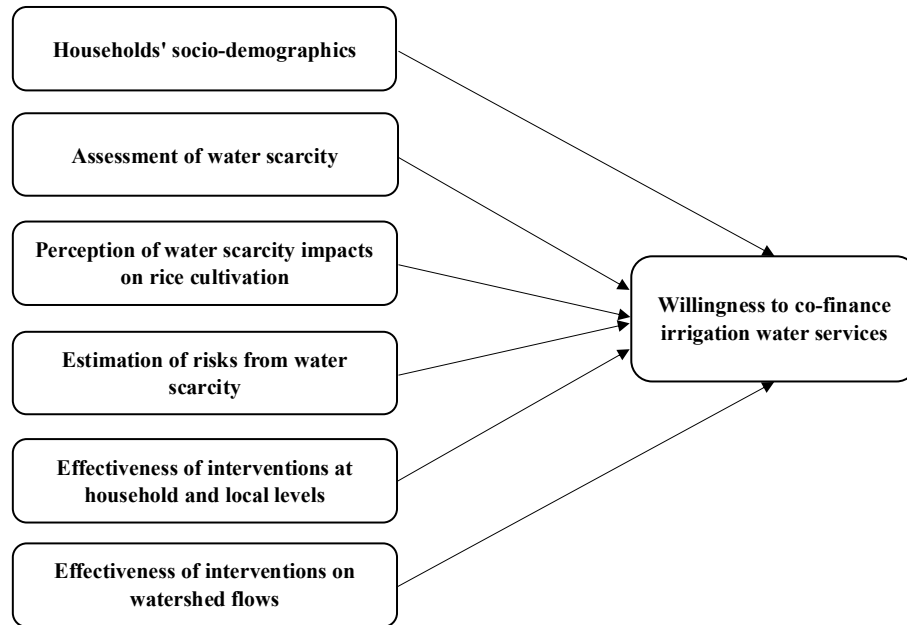 Households' socio-demographics
Assessment of water scarcity
Perception of water scarcity impacts
on rice cultivation
Estimation of risks from water
scarcity
Effectiveness of interventions at
household and local levels
Effectiveness of interventions on
watershed flows
Willingness to co-finance
irrigation water services